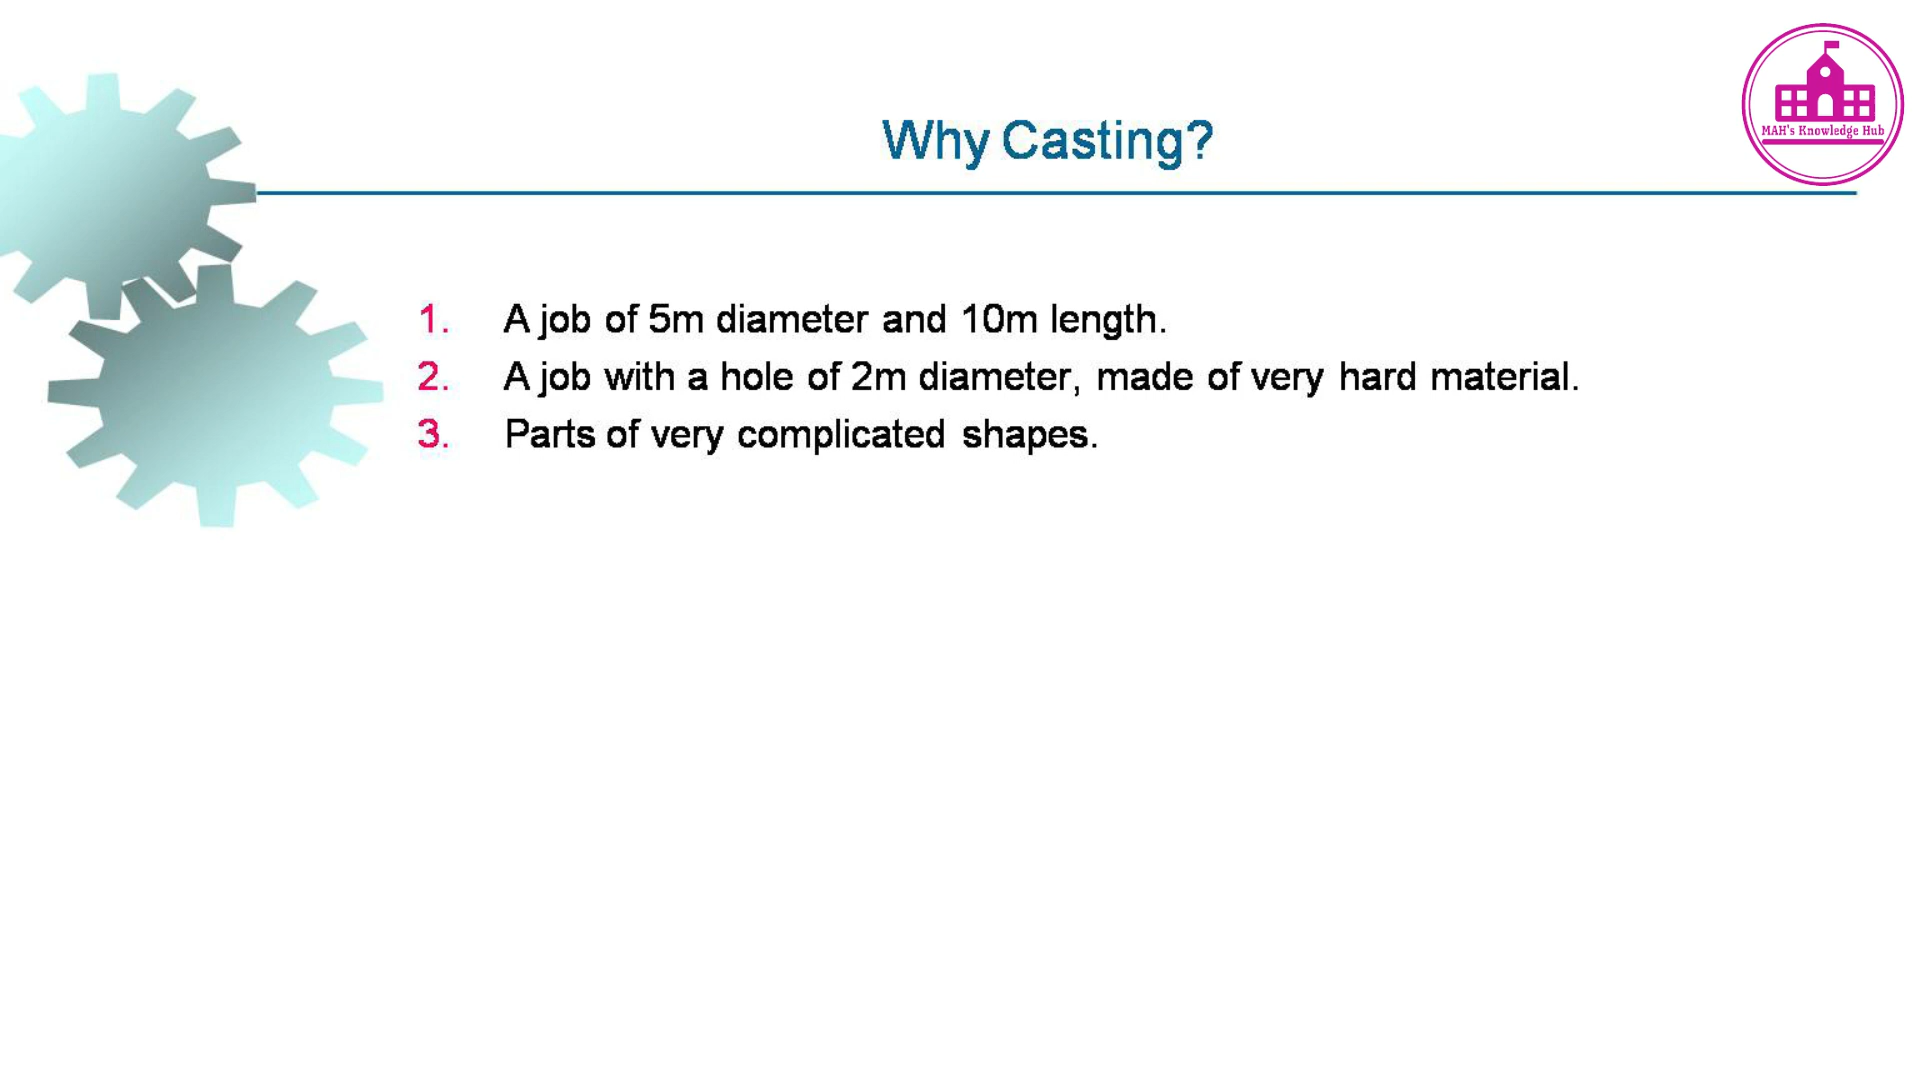 Why Casting?
MAH's Knowledge Hub
1. A job of 5m diameter and 10m length.
2. A job with a hole of 2m diameter, made of very hard material.
3. Parts of very complicated shapes.